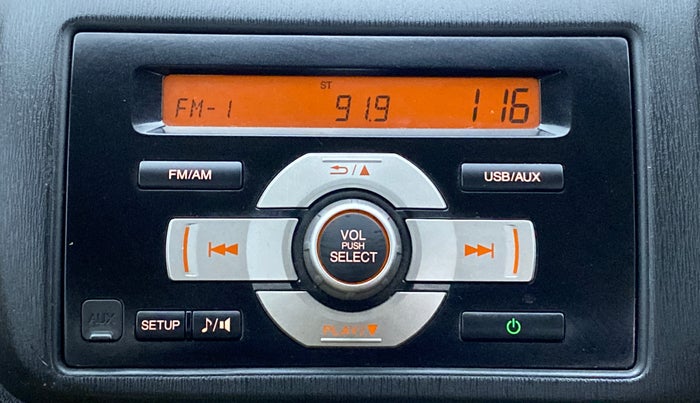 ST
FM-1 91.9 1 16
FM/AM
USB/AUX
VOL
PUSH
SELECT
AUX
SETUP